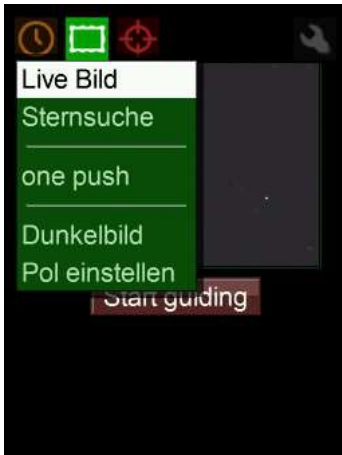 Live Bild
Sternsuche
one push
Dunkelbild
Pol einstellen
Start guiding